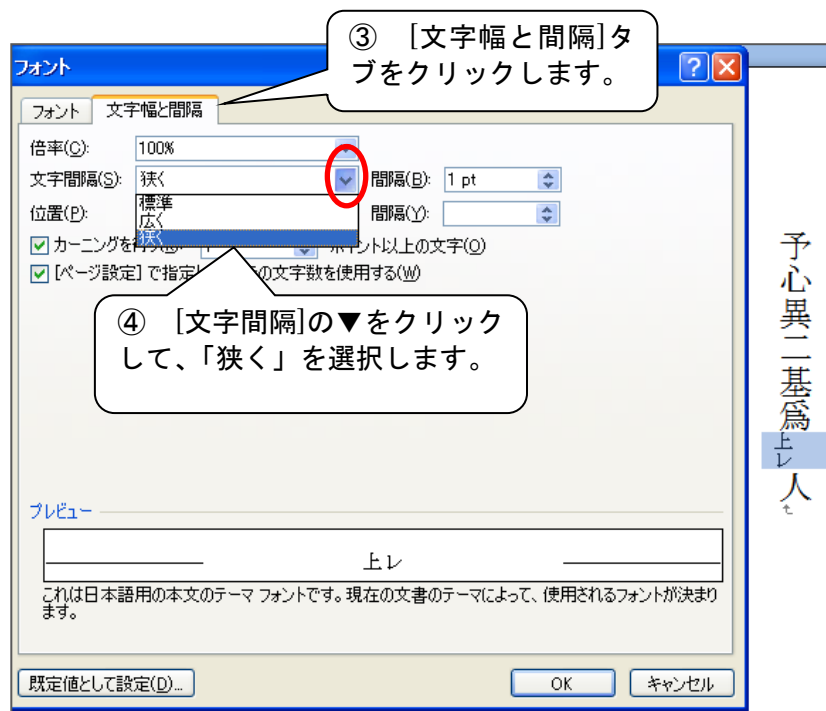 ③ [文字幅と間隔]タ
ブをクリックします。
フォント
フォント 文字幅と間隔
倍率(C): 100%
文字間隔(S): 狭く 間隔(B): 1 pt
標準
広く
狭く
位置(P): 間隔(Y):
カーニングを ポイント以上の文字(O)
[ページ設定]で指定 の文字数を使用する(W)
④ [文字間隔]の▼をクリック
して、「狭く」を選択します。
プレビュー
上レ
これは日本語用の本文のテーマ フォントです。現在の文書のテーマによって、使用されるフォントが決まり
ます。
既定値として設定(D)... OK キャンセル
予心異二基爲上レ人